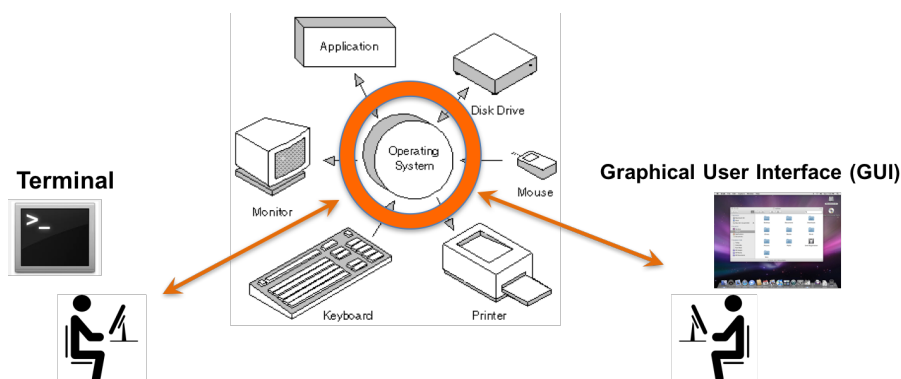 Application
Disk Drive
Operating
System
Terminal
>_
Monitor
Mouse
Graphical User Interface (GUI)
Keyboard
Printer